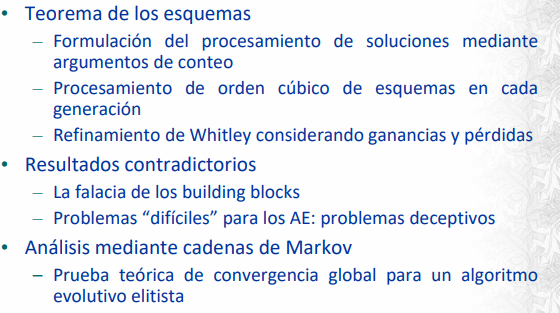 • Teorema de los esquemas
– Formulación del procesamiento de soluciones mediante
argumentos de conteo
– Procesamiento de orden cúbico de esquemas en cada
generación
– Refinamiento de Whitley considerando ganancias y pérdidas
• Resultados contradictorios
– La falacia de los building blocks
– Problemas “difíciles” para los AE: problemas deceptivos
• Análisis mediante cadenas de Markov
– Prueba teórica de convergencia global para un algoritmo
evolutivo elitista